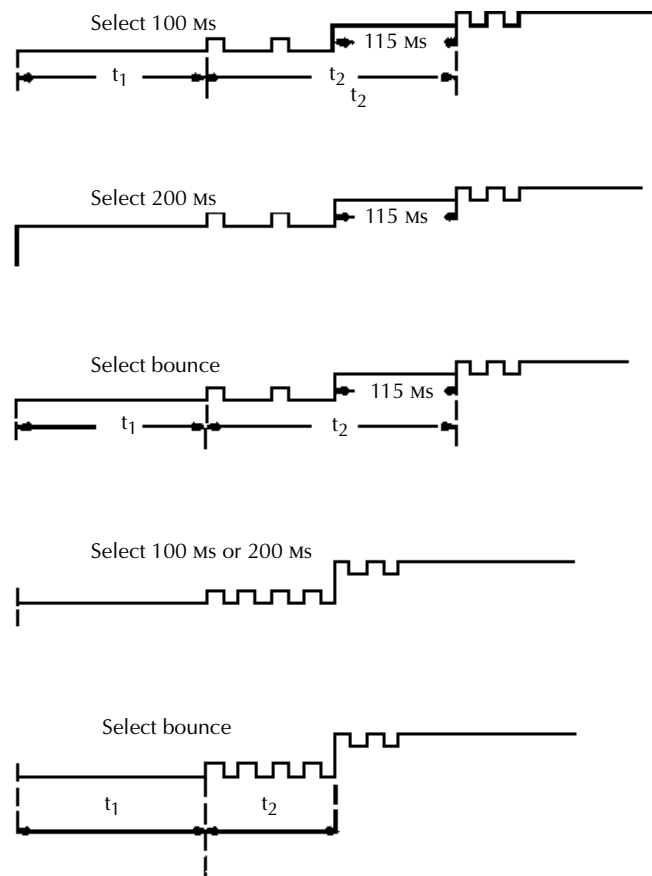 Select 100 Ms
115 Ms
t₁
t₂
t₂
Select 200 Ms
115 Ms
Select bounce
115 Ms
t₁
t₂
Select 100 Ms or 200 Ms
Select bounce
t₁
t₂